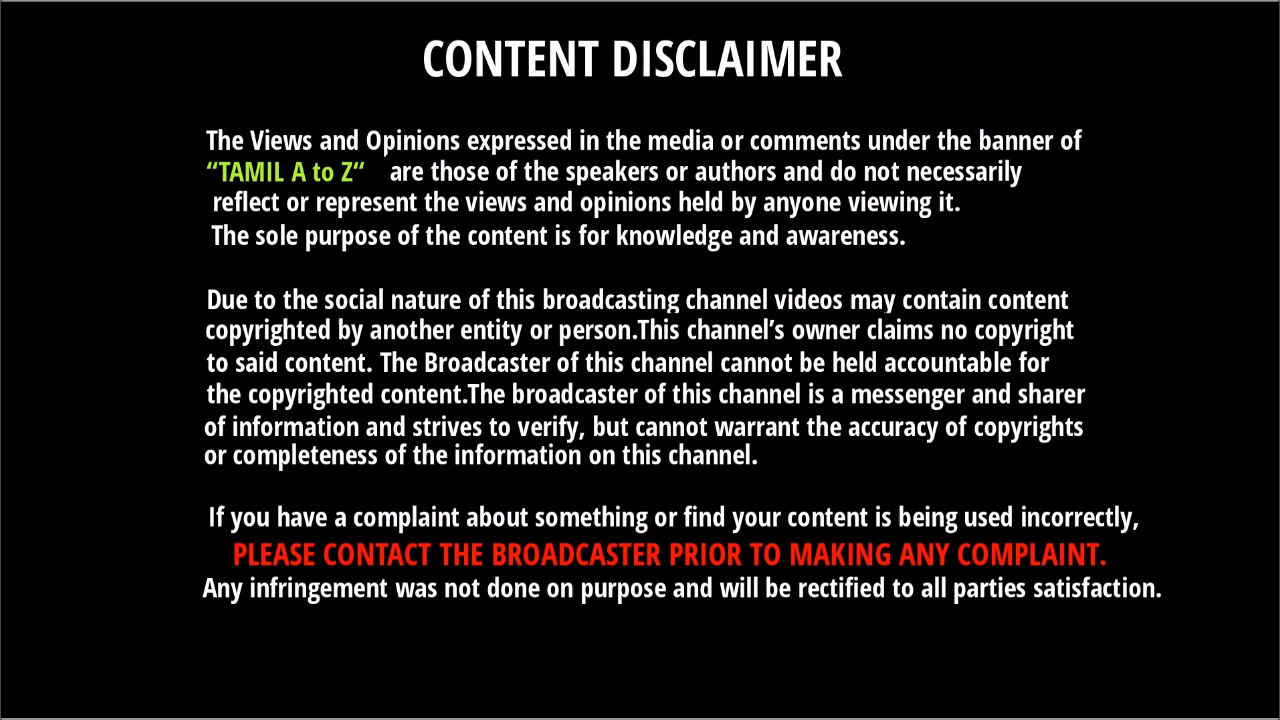 CONTENT DISCLAIMER
The Views and Opinions expressed in the media or comments under the banner of
“TAMIL A to Z“ are those of the speakers or authors and do not necessarily
reflect or represent the views and opinions held by anyone viewing it.
The sole purpose of the content is for knowledge and awareness.
Due to the social nature of this broadcasting channel videos may contain content
copyrighted by another entity or person.This channel’s owner claims no copyright
to said content. The Broadcaster of this channel cannot be held accountable for
the copyrighted content.The broadcaster of this channel is a messenger and sharer
of information and strives to verify, but cannot warrant the accuracy of copyrights
or completeness of the information on this channel.
If you have a complaint about something or find your content is being used incorrectly,
PLEASE CONTACT THE BROADCASTER PRIOR TO MAKING ANY COMPLAINT.
Any infringement was not done on purpose and will be rectified to all parties satisfaction.